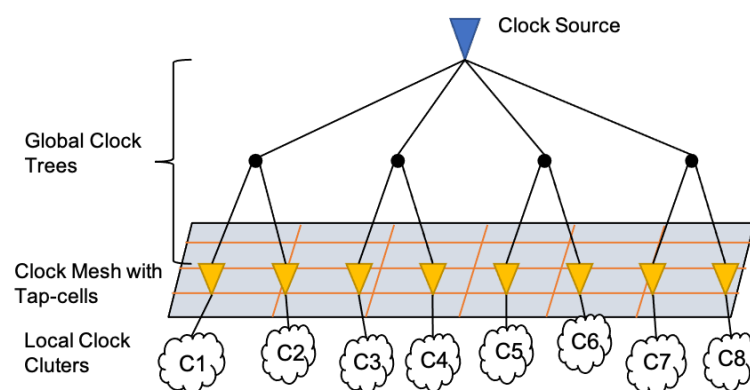 Clock Source
Global Clock
Trees
Clock Mesh with
Tap-cells
Local Clock
Cluters
C1
C2
C3
C4
C5
C6
C7
C8